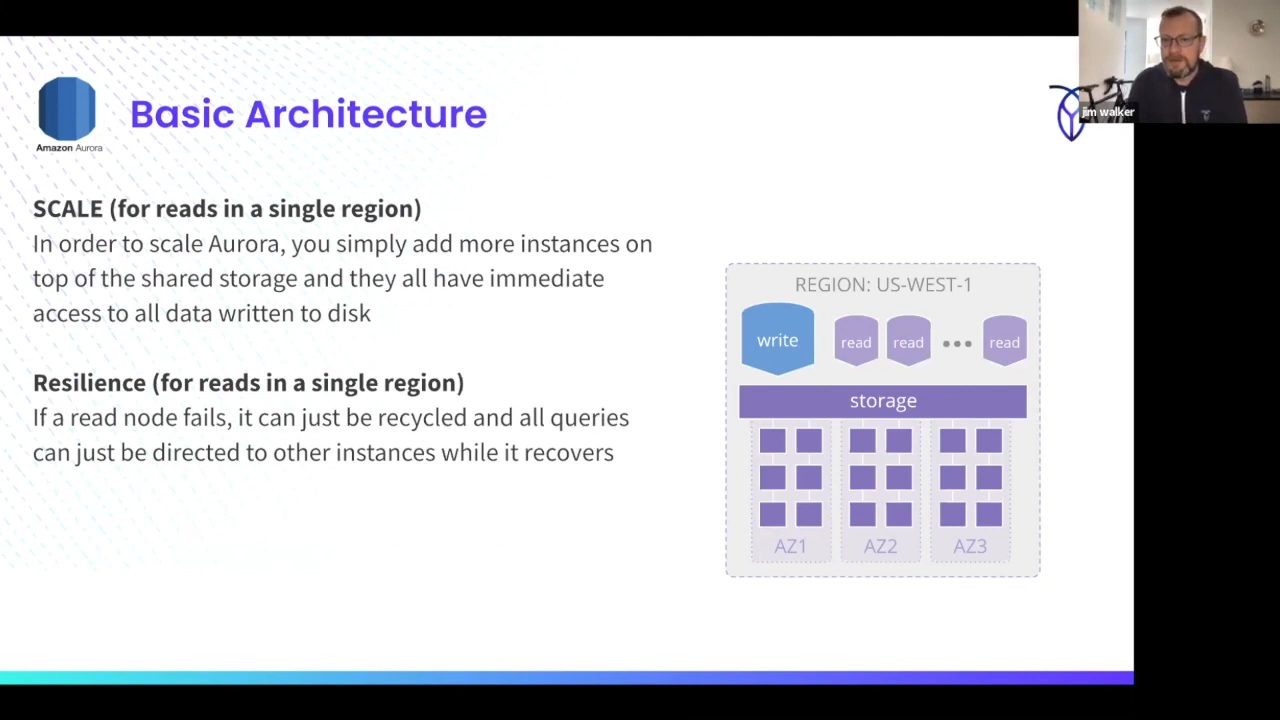 Basic Architecture
Amazon Aurora
jim walker
SCALE (for reads in a single region)
In order to scale Aurora, you simply add more instances on
top of the shared storage and they all have immediate
access to all data written to disk
Resilience (for reads in a single region)
If a read node fails, it can just be recycled and all queries
can just be directed to other instances while it recovers
REGION: US-WEST-1
write
read
read
read
storage
AZ1
AZ2
AZ3